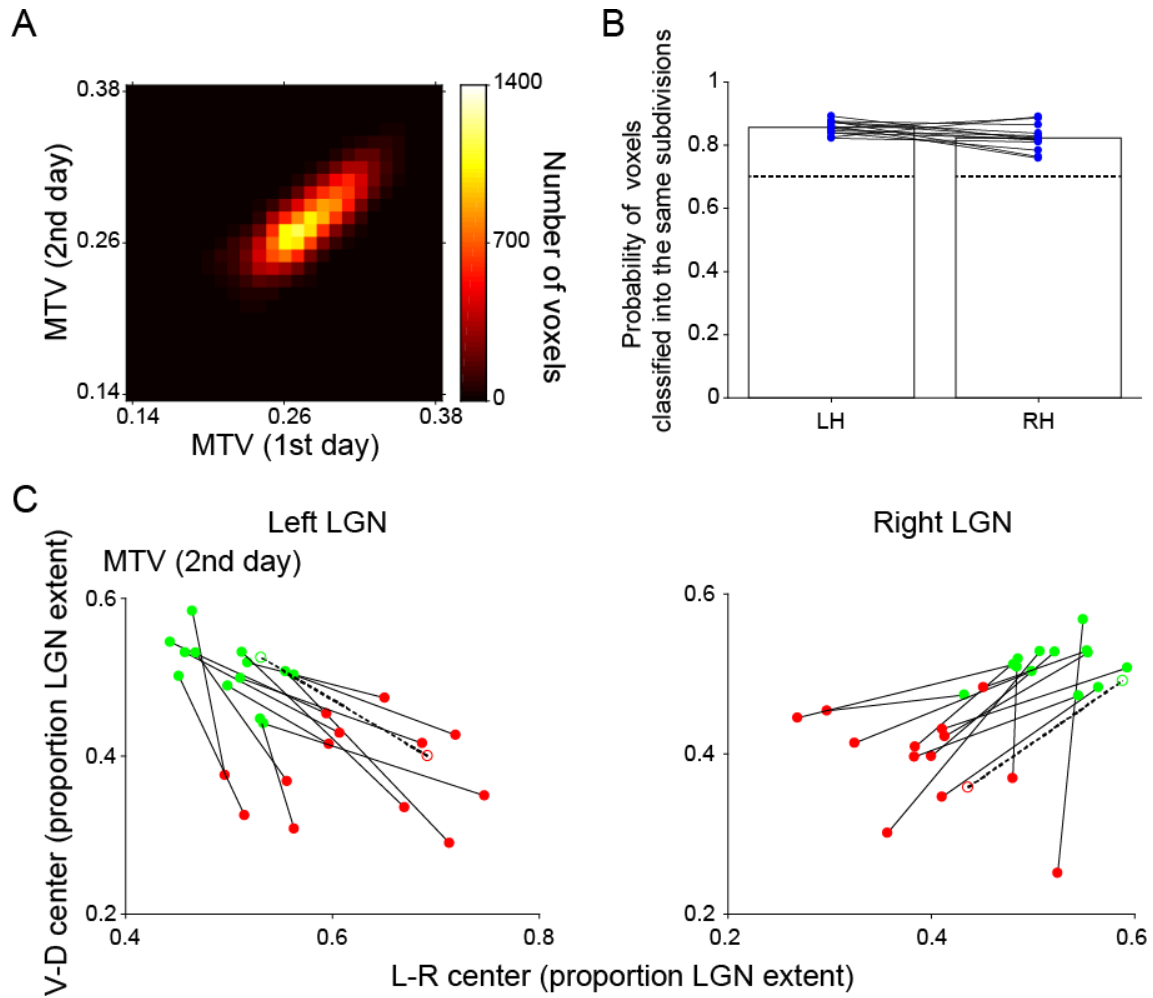 A
0.38
0.26
0.14
0.14
0.26
0.38
MTV (2nd day)
MTV (1st day)
1400
700
0
Number of voxels
B
Probability of voxels
classified into the same subdivisions
1
0.8
0.6
0.4
0.2
0
LH
RH
C
Left LGN
Right LGN
MTV (2nd day)
V-D center (proportion LGN extent)
0.6
0.4
0.2
0.4
0.6
0.8
0.6
0.4
0.2
0.2
0.4
0.6
L-R center (proportion LGN extent)